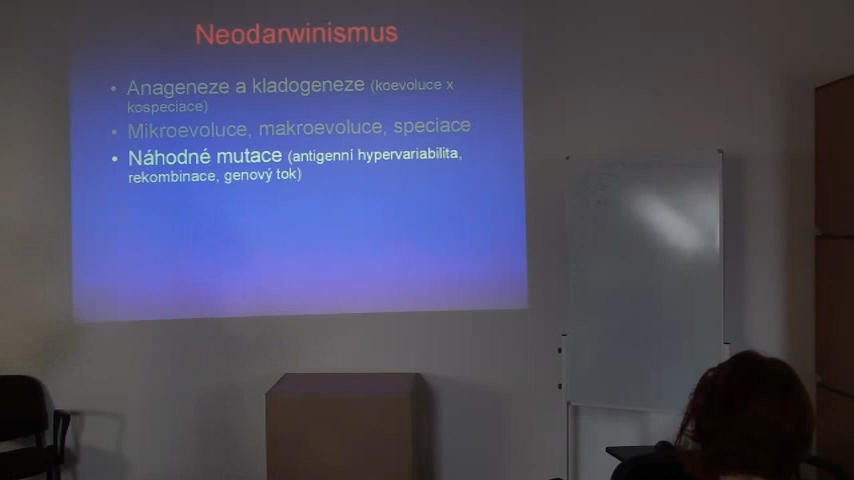 Neodarwinismus
• Anageneze a kladogeneze (koevoluce x
kospeciace)
• Mikroevoluce, makroevoluce, speciace
• Náhodné mutace (antigenní hypervariabilita,
rekombinace, genový tok)